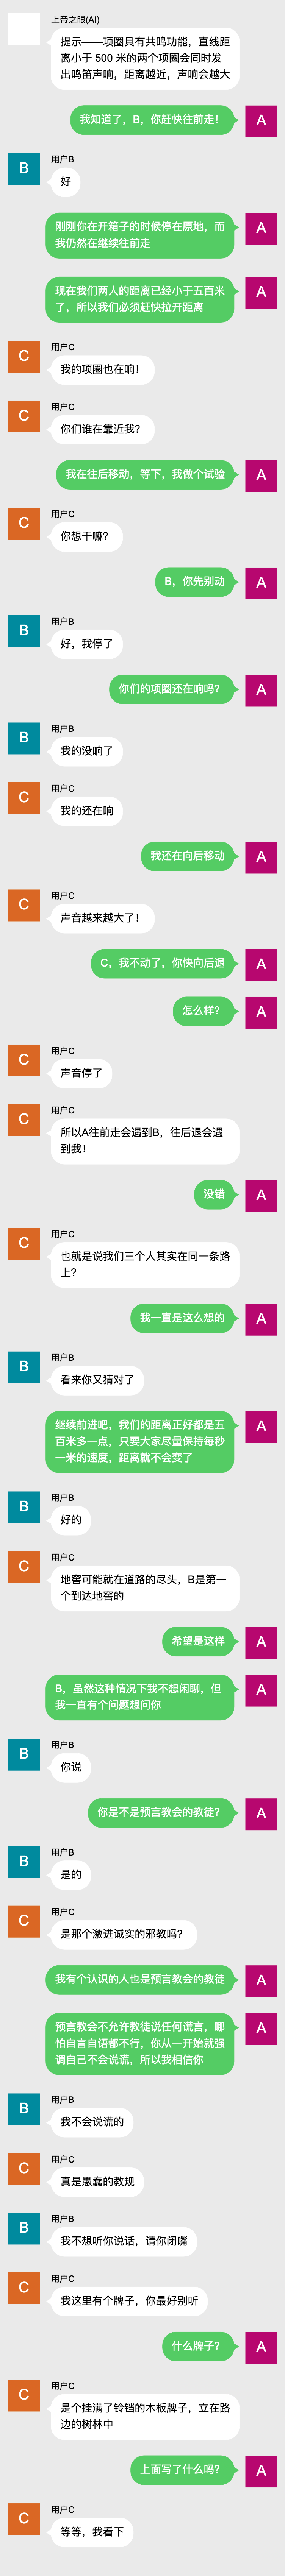 上帝之眼(AI)
提示——项圈具有共鸣功能，直线距
离小于 500 米的两个项圈会同时发
出鸣笛声响，距离越近，声响会越大
我知道了，B，你赶快往前走！
A
B
用户B
好
刚刚你在开箱子的时候停在原地，而
我仍然在继续往前走
A
现在我们两人的距离已经小于五百米
了，所以我们必须赶快拉开距离
A
C
用户C
我的项圈也在响！
C
用户C
你们谁在靠近我？
我在往后移动，等下，我做个试验
A
C
用户C
你想干嘛？
B，你先别动
A
B
用户B
好，我停了
你们的项圈还在响吗？
A
B
用户B
我的没响了
C
用户C
我的还在响
我还在向后移动
A
C
用户C
声音越来越大了！
C，我不动了，你快向后退
A
怎么样？
A
C
用户C
声音停了
C
用户C
所以A往前走会遇到B，往后退会遇
到我！
没错
A
C
用户C
也就是说我们三个人其实在同一条路
上？
我一直是这么想的
A
B
用户B
看来你又猜对了
继续前进吧，我们的距离正好都是五
百米多一点，只要大家尽量保持每秒
一米的速度，距离就不会变了
A
B
用户B
好的
C
用户C
地窖可能就在道路的尽头，B是第一
个到达地窖的
希望是这样
A
B，虽然这种情况下我不想闲聊，但
我一直有个问题想问你
A
B
用户B
你说
你是不是预言教会的教徒？
A
B
用户B
是的
C
用户C
是那个激进诚实的邪教吗？
我有个认识的人也是预言教会的教徒
A
预言教会不允许教徒说任何谎言，哪
怕自言自语都不行，你从一开始就强
调自己不会说谎，所以我相信你
A
B
用户B
我不会说谎的
C
用户C
真是愚蠢的教规
B
用户B
我不想听你说话，请你闭嘴
C
用户C
我这里有个牌子，你最好别听
什么牌子？
A
C
用户C
是个挂满了铃铛的木板牌子，立在路
边的树林中
上面写了什么吗？
A
C
用户C
等等，我看下